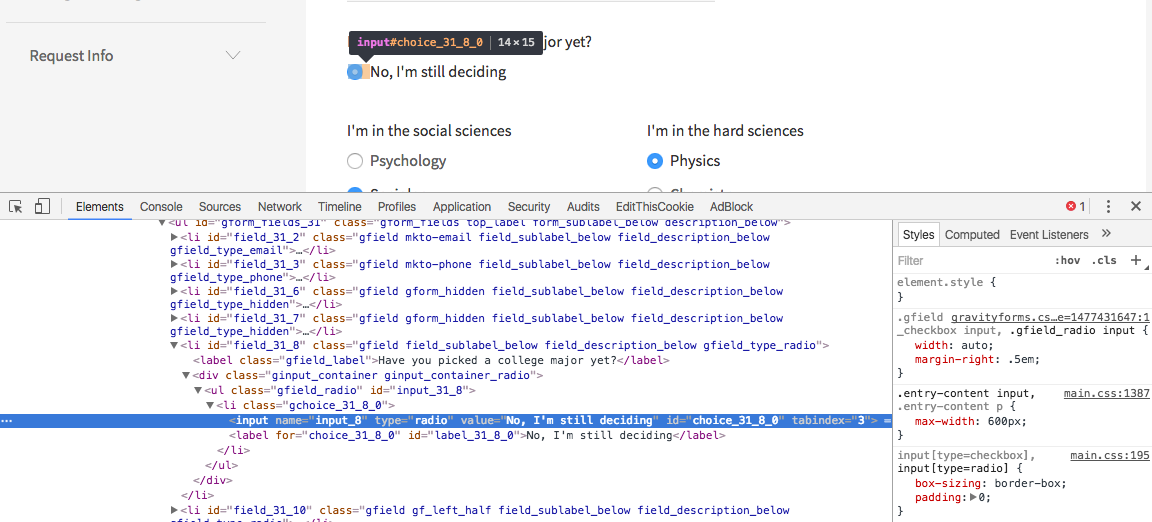 Request Info
input#choice_31_8_0 | 14×15
jor yet?
No, I'm still deciding
I'm in the social sciences
I'm in the hard sciences
Psychology
Physics
Elements Console Sources Network Timeline Profiles Application Security Audits EditThisCookie AdBlock 1
<ul id="gform_fields_31" class="gform_fields top_label form_sublabel_below description_below">
<li id="field_31_2" class="gfield mkto-email field_sublabel_below field_description_below
gfield_type_email">…</li>
<li id="field_31_3" class="gfield mkto-phone field_sublabel_below field_description_below
gfield_type_phone">…</li>
<li id="field_31_6" class="gfield gform_hidden field_sublabel_below field_description_below
gfield_type_hidden">…</li>
<li id="field_31_7" class="gfield gform_hidden field_sublabel_below field_description_below
gfield_type_hidden">…</li>
<li id="field_31_8" class="gfield field_sublabel_below field_description_below gfield_type_radio">
<label class="gfield_label">Have you picked a college major yet?</label>
<div class="ginput_container ginput_container_radio">
<ul class="gfield_radio" id="input_31_8">
<li class="gchoice_31_8_0">
… <input name="input_8" type="radio" value="No, I'm still deciding" id="choice_31_8_0" tabindex="3"> =
<label for="choice_31_8_0" id="label_31_8_0">No, I'm still deciding</label>
</li>
</ul>
</div>
</li>
<li id="field_31_10" class="gfield gf_left_half field_sublabel_below field_description_below
gfield_type_radio">…</li>
Styles Computed Event Listeners »
Filter :hov .cls +
element.style {
}
.gfield gravityforms.cs…e=1477431647:1
_checkbox input, .gfield_radio input {
width: auto;
margin-right: .5em;
}
.entry-content input, main.css:1387
.entry-content p {
max-width: 600px;
}
input[type=checkbox], main.css:195
input[type=radio] {
box-sizing: border-box;
padding: 0;
}